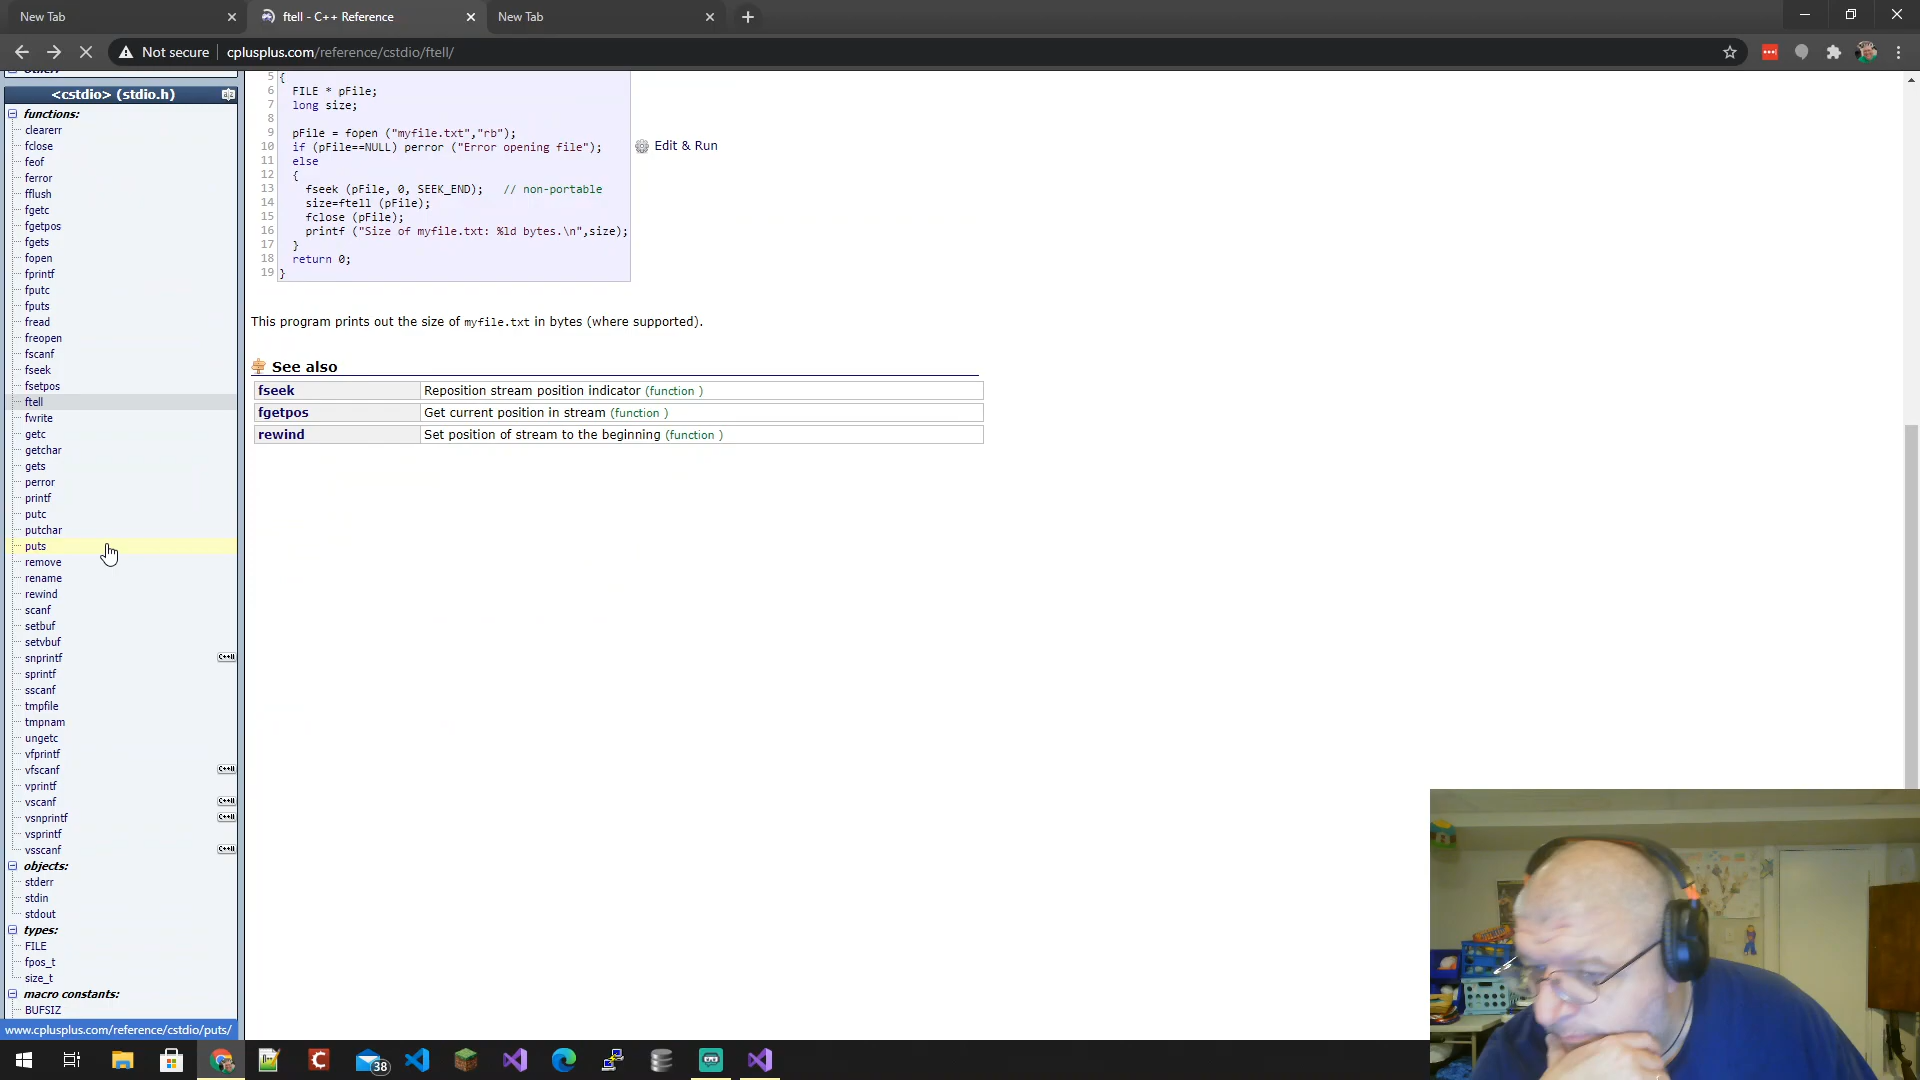 New Tab
ftell - C++ Reference
New Tab
Not secure
cplusplus.com/reference/cstdio/ftell/
<cstdio> (stdio.h)
functions:
clearerr
fclose
feof
ferror
fflush
fgetc
fgetpos
fgets
fopen
fprintf
fputc
fputs
fread
freopen
fscanf
fseek
fsetpos
ftell
fwrite
getc
getchar
gets
perror
printf
putc
putchar
puts
remove
rename
rewind
scanf
setbuf
setvbuf
snprintf C++11
sprintf
sscanf
tmpfile
tmpnam
ungetc
vfprintf
vfscanf C++11
vprintf
vscanf C++11
vsnprintf C++11
vsprintf
vsscanf C++11
objects:
stderr
stdin
stdout
types:
FILE
fpos_t
size_t
macro constants:
BUFSIZ
www.cplusplus.com/reference/cstdio/puts/
5 {
6 FILE * pFile;
7 long size;
8
9 pFile = fopen ("myfile.txt","rb");
10 if (pFile==NULL) perror ("Error opening file");
11 else
12 {
13 fseek (pFile, 0, SEEK_END);   // non-portable
14 size=ftell (pFile);
15 fclose (pFile);
16 printf ("Size of myfile.txt: %ld bytes.\n",size);
17 }
18 return 0;
19 }
Edit & Run
This program prints out the size of myfile.txt in bytes (where supported).
See also
fseek Reposition stream position indicator (function )
fgetpos Get current position in stream (function )
rewind Set position of stream to the beginning (function )
38